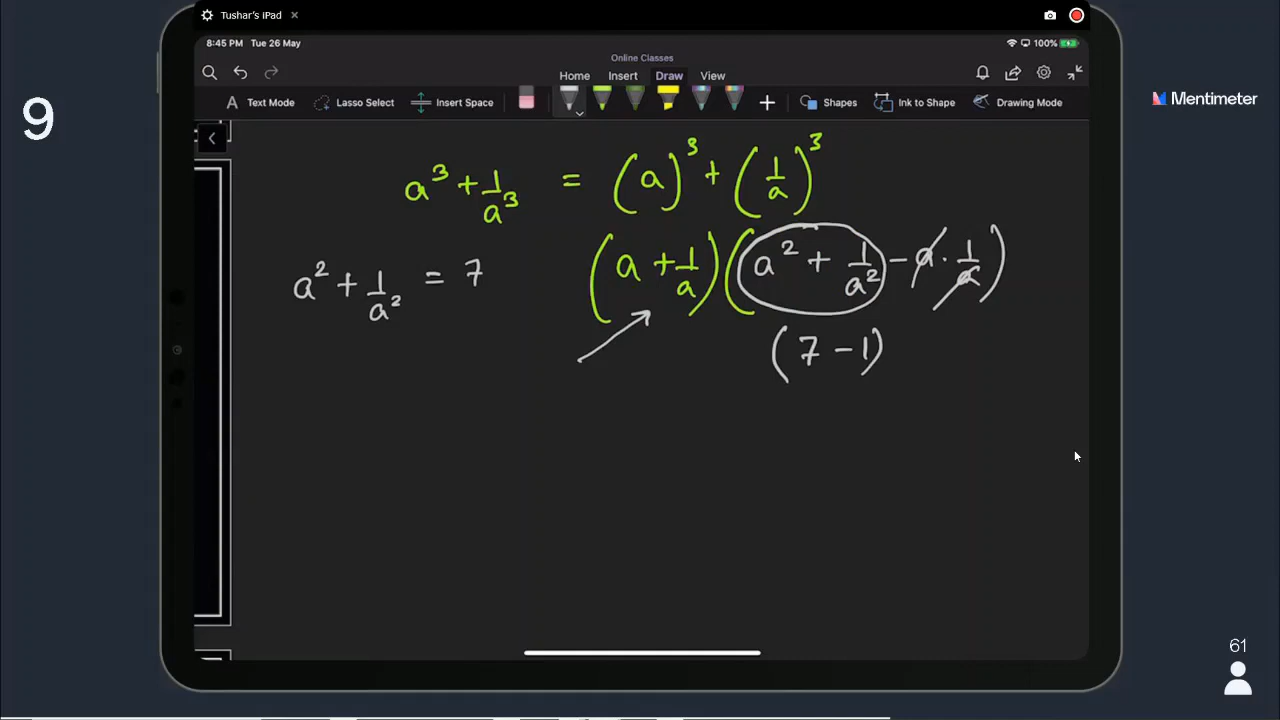 Tushar's iPad ×
8:45 PM Tue 26 May
100%
Online Classes
Home Insert Draw View
Text Mode Lasso Select Insert Space + Shapes Ink to Shape Drawing Mode
9
Mentimeter
a³ + 1/a³ = (a)³ + (1/a)³
a² + 1/a² = 7
(a + 1/a)(a² + 1/a² − a · 1/a)
(7 − 1)
61